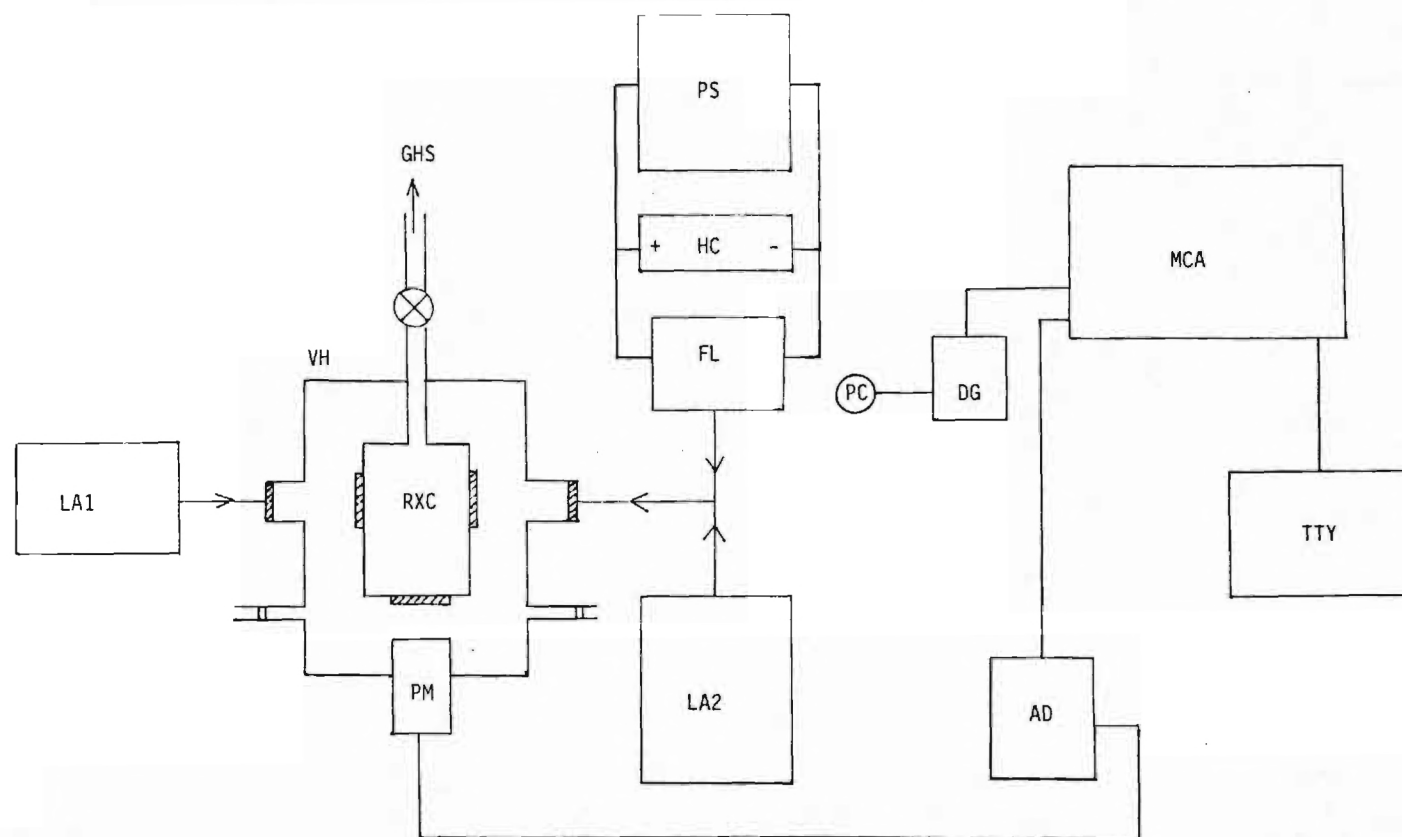 PS
GHS
+ HC -
MCA
VH
FL
PC
DG
LA1
RXC
TTY
PM
LA2
AD